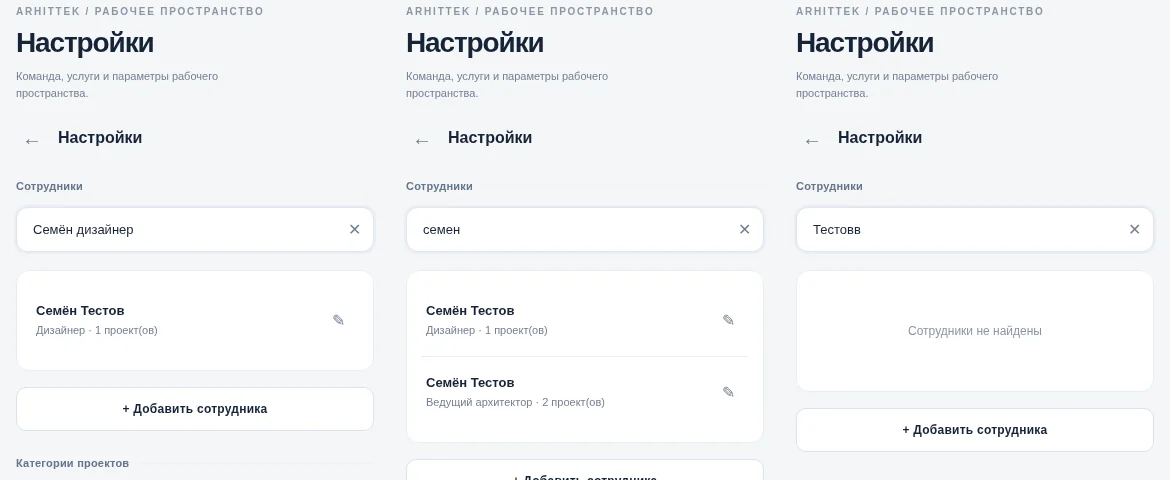 ARHITTEK / РАБОЧЕЕ ПРОСТРАНСТВО
Настройки
Команда, услуги и параметры рабочего
пространства.
← Настройки
Сотрудники
Семён дизайнер ✕
Семён Тестов
Дизайнер · 1 проект(ов)
✎
+ Добавить сотрудника
Категории проектов
ARHITTEK / РАБОЧЕЕ ПРОСТРАНСТВО
Настройки
Команда, услуги и параметры рабочего
пространства.
← Настройки
Сотрудники
семен ✕
Семён Тестов
Дизайнер · 1 проект(ов)
✎
Семён Тестов
Ведущий архитектор · 2 проект(ов)
✎
+ Добавить сотрудника
ARHITTEK / РАБОЧЕЕ ПРОСТРАНСТВО
Настройки
Команда, услуги и параметры рабочего
пространства.
← Настройки
Сотрудники
Тестовв ✕
Сотрудники не найдены
+ Добавить сотрудника